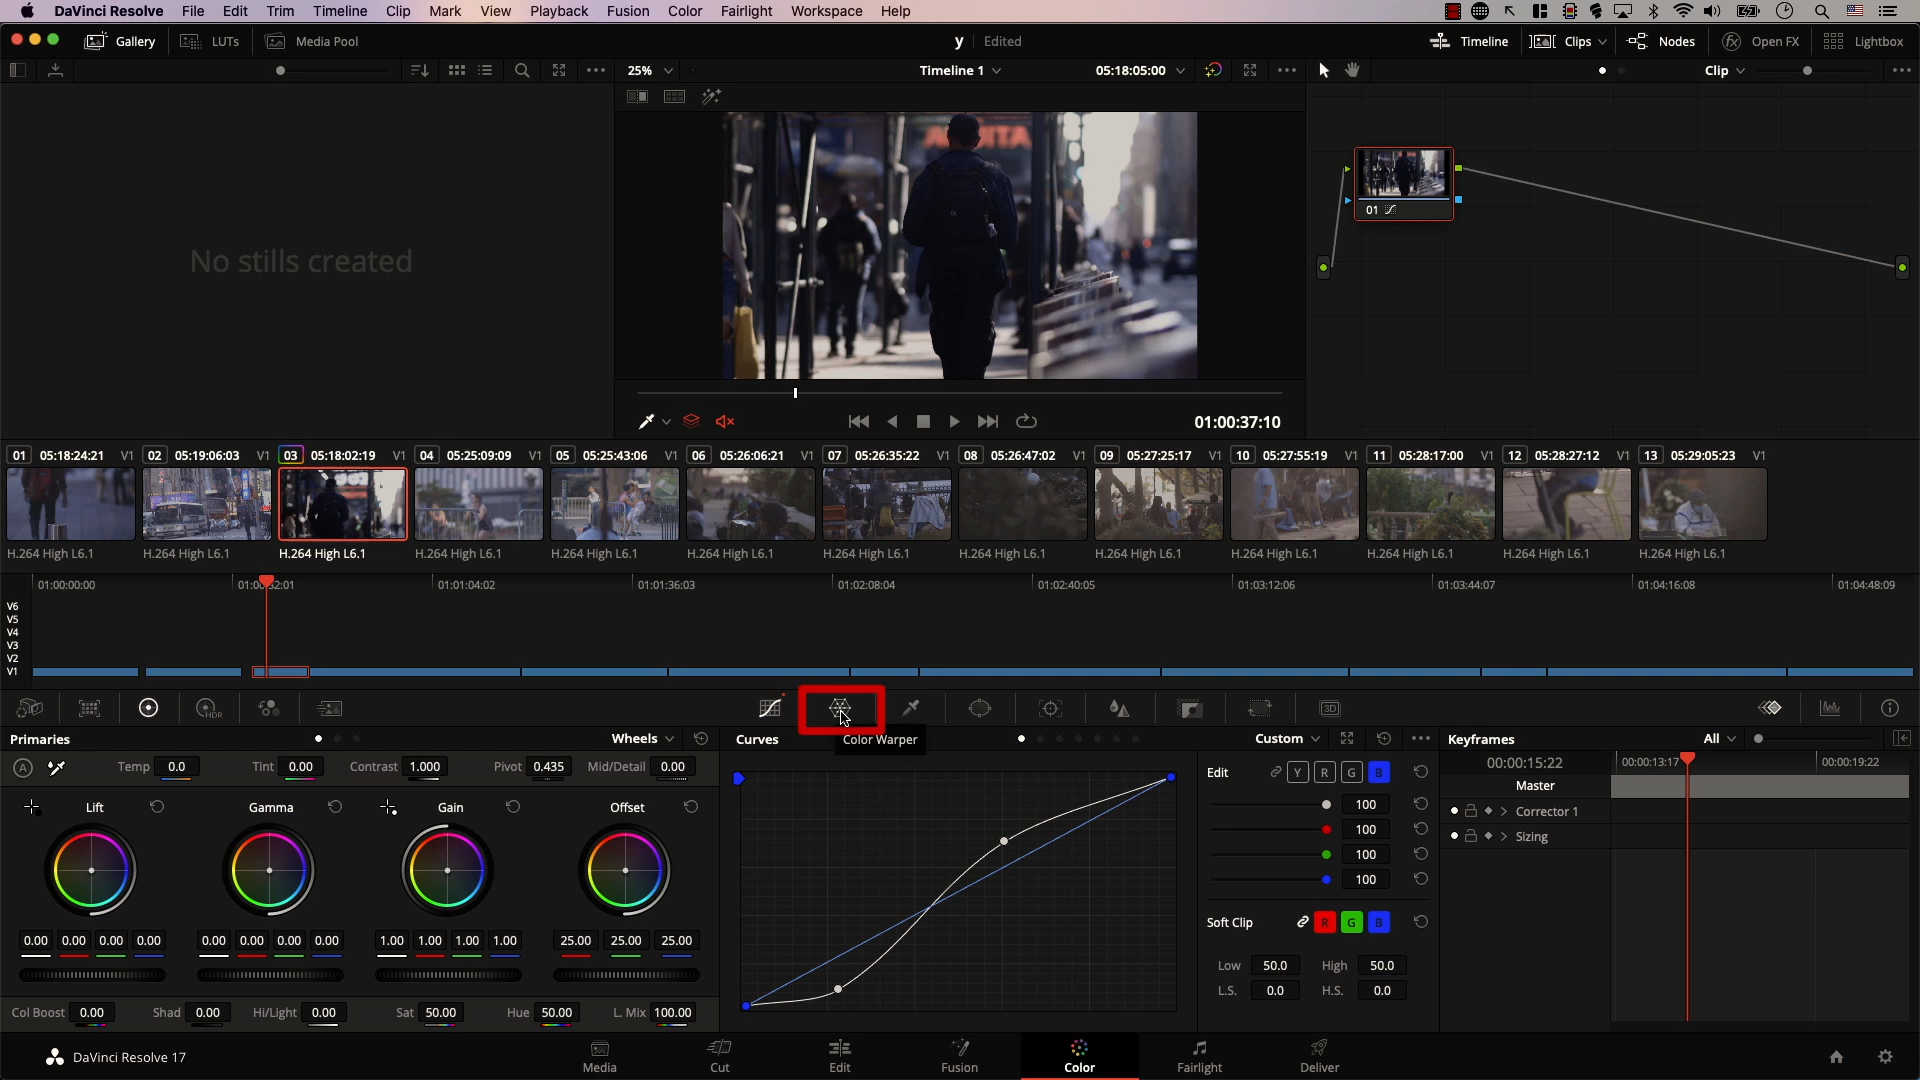 DaVinci Resolve File Edit Trim Timeline Clip Mark View Playback Fusion Color Fairlight Workspace Help
Gallery LUTs Media Pool y Edited Timeline Clips Nodes Open FX Lightbox
25% Timeline 1 05:18:05:00 Clip
No stills created
01
01:00:37:10
01 05:18:24:21 V1 02 05:19:06:03 V1 03 05:18:02:19 V1 04 05:25:09:09 V1 05 05:25:43:06 V1 06 05:26:06:21 V1 07 05:26:35:22 V1 08 05:26:47:02 V1 09 05:27:25:17 V1 10 05:27:55:19 V1 11 05:28:17:00 V1 12 05:28:27:12 V1 13 05:29:05:23 V1
H.264 High L6.1 H.264 High L6.1 H.264 High L6.1 H.264 High L6.1 H.264 High L6.1 H.264 High L6.1 H.264 High L6.1 H.264 High L6.1 H.264 High L6.1 H.264 High L6.1 H.264 High L6.1 H.264 High L6.1 H.264 High L6.1
01:00:00:00 01:01:04:02 01:01:36:03 01:02:08:04 01:02:40:05 01:03:12:06 01:03:44:07 01:04:16:08 01:04:48:09
V6
V5
V4
V3
V2
V1
HDR 3D
Primaries Wheels Curves Color Warper Custom Keyframes All
A Temp 0.0 Tint 0.00 Contrast 1.000 Pivot 0.435 Mid/Detail 0.00
Edit Y R G B
00:00:15:22 00:00:13:17 00:00:19:22
Master
Lift Gamma Gain Offset
100
100
100
100
Corrector 1
Sizing
Soft Clip R G B
0.00 0.00 0.00 0.00 0.00 0.00 0.00 0.00 1.00 1.00 1.00 1.00 25.00 25.00 25.00
Low 50.0 High 50.0
L.S. 0.0 H.S. 0.0
Col Boost 0.00 Shad 0.00 Hi/Light 0.00 Sat 50.00 Hue 50.00 L. Mix 100.00
DaVinci Resolve 17 Media Cut Edit Fusion Color Fairlight Deliver